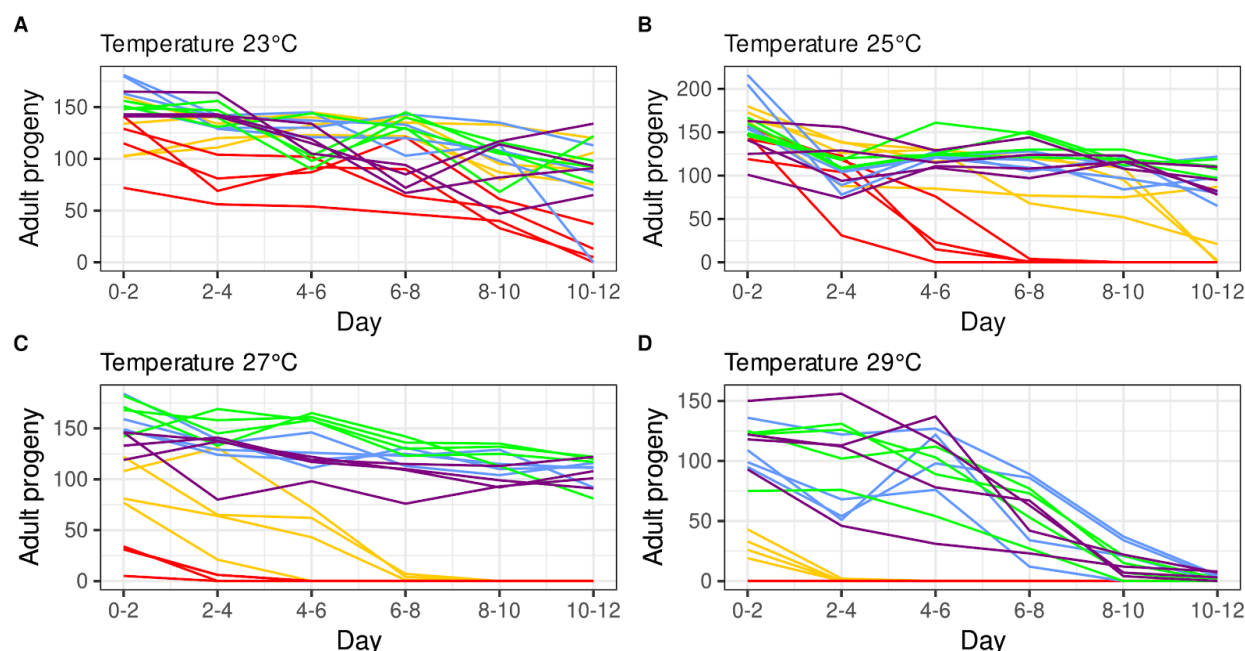 A
Temperature 23°C
Adult progeny
150
100
50
0
0-2 2-4 4-6 6-8 8-10 10-12
Day
B
Temperature 25°C
Adult progeny
200
150
100
50
0
0-2 2-4 4-6 6-8 8-10 10-12
Day
C
Temperature 27°C
Adult progeny
150
100
50
0
0-2 2-4 4-6 6-8 8-10 10-12
Day
D
Temperature 29°C
Adult progeny
150
100
50
0
0-2 2-4 4-6 6-8 8-10 10-12
Day